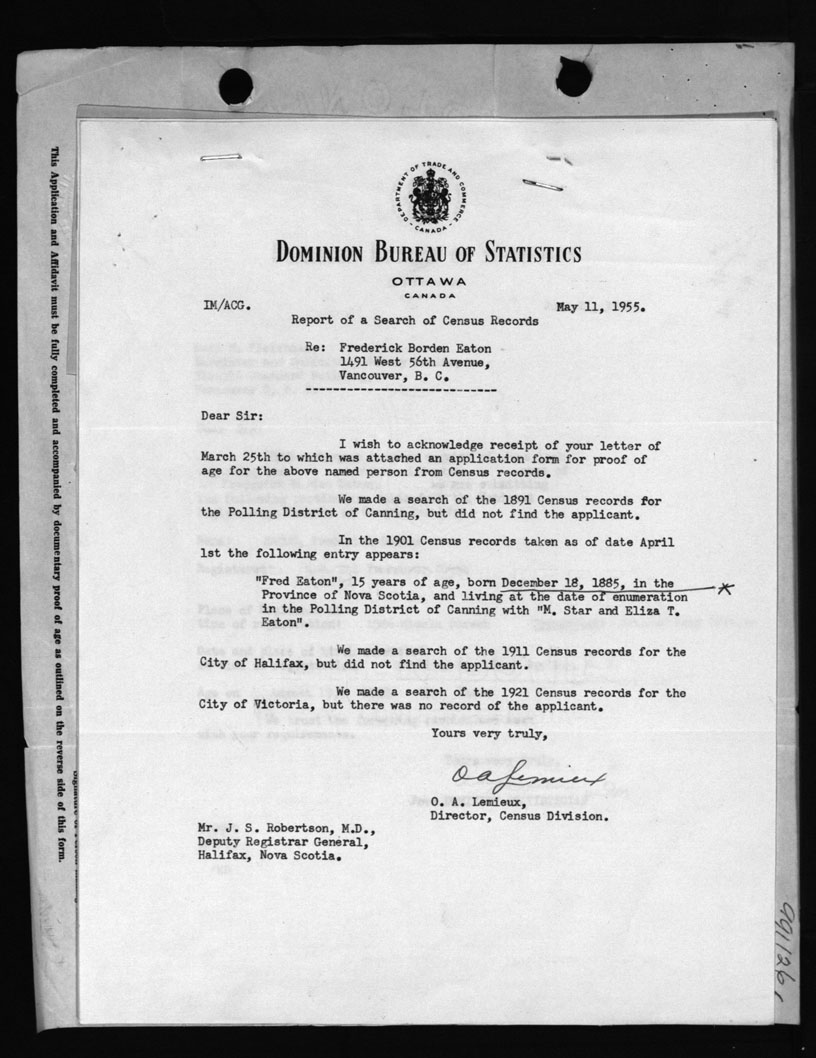 DEPARTMENT OF TRADE AND COMMERCE
- CANADA -
DOMINION BUREAU OF STATISTICS
OTTAWA
CANADA
IM/ACG. May 11, 1955.
Report of a Search of Census Records
Re: Frederick Borden Eaton
1491 West 56th Avenue,
Vancouver, B. C.
Dear Sir:
I wish to acknowledge receipt of your letter of
March 25th to which was attached an application form for proof of
age for the above named person from Census records.
We made a search of the 1891 Census records for
the Polling District of Canning, but did not find the applicant.
In the 1901 Census records taken as of date April
1st the following entry appears:
"Fred Eaton", 15 years of age, born December 18, 1885, in the
Province of Nova Scotia, and living at the date of enumeration
in the Polling District of Canning with "M. Star and Eliza T.
Eaton".
We made a search of the 1911 Census records for the
City of Halifax, but did not find the applicant.
We made a search of the 1921 Census records for the
City of Victoria, but there was no record of the applicant.
Yours very truly,
O A Lemieux
O. A. Lemieux,
Director, Census Division.
Mr. J. S. Robertson, M.D.,
Deputy Registrar General,
Halifax, Nova Scotia.
This Application and Affidavit must be fully completed and accompanied by documentary proof of age as outlined on the reverse side of this form.